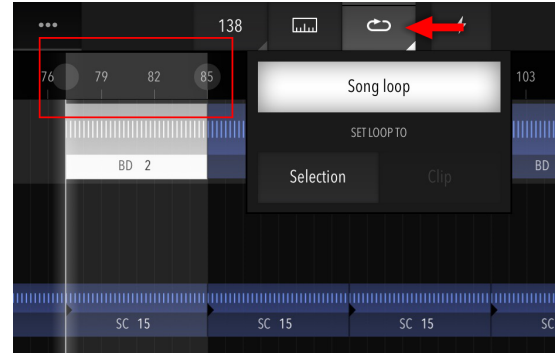 138
76 79 82 85 103
Song loop
SET LOOP TO
Selection Clip
BD 2 BD
SC 15 SC 15 SC 15 SC